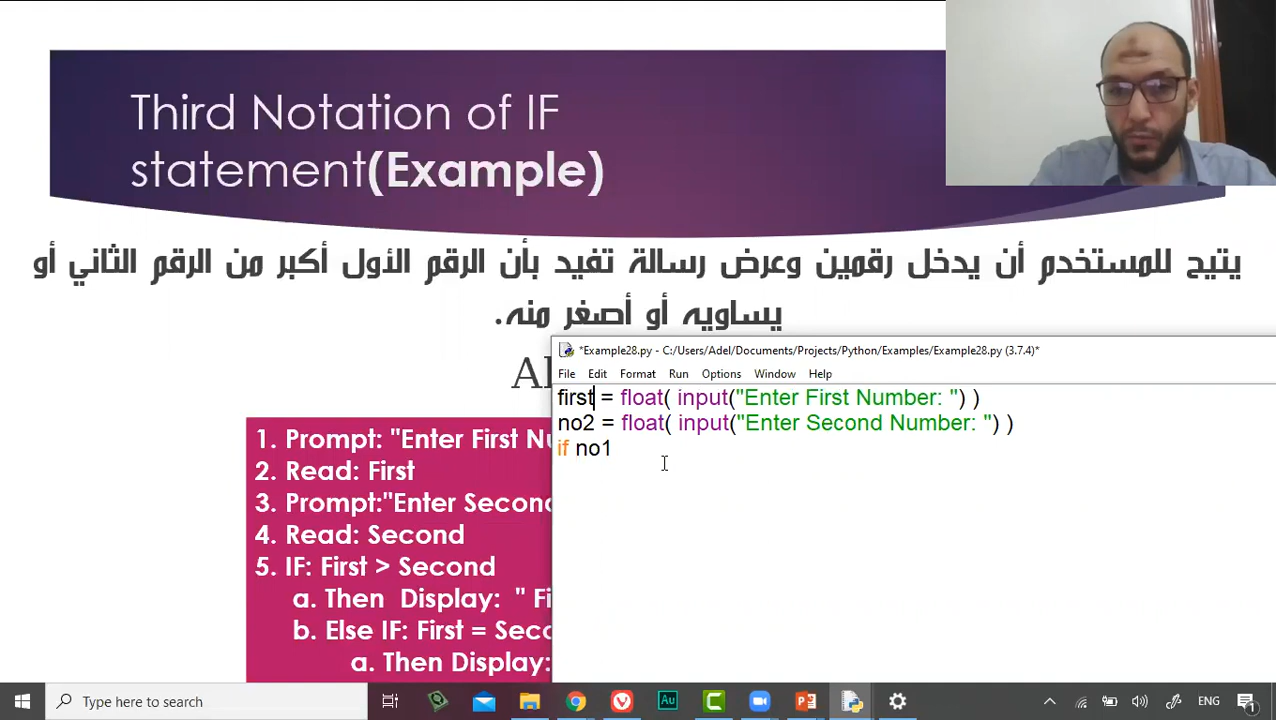 Third Notation of IF
statement(Example)
يتيح للمستخدم أن يدخل رقمين وعرض رسالة تفيد بأن الرقم الأول أكبر من الرقم الثاني أو
يساويه أو أصغر منه.
Al
1. Prompt: "Enter First Nu
2. Read: First
3. Prompt:"Enter Secon
4. Read: Second
5. IF: First > Second
a. Then Display: " Fi
b. Else IF: First = Seco
a. Then Display:
*Example28.py - C:/Users/Adel/Documents/Projects/Python/Examples/Example28.py (3.7.4)*
File Edit Format Run Options Window Help
first = float( input("Enter First Number: ") )
no2 = float( input("Enter Second Number: ") )
if no1
Type here to search
Au
ENG
1